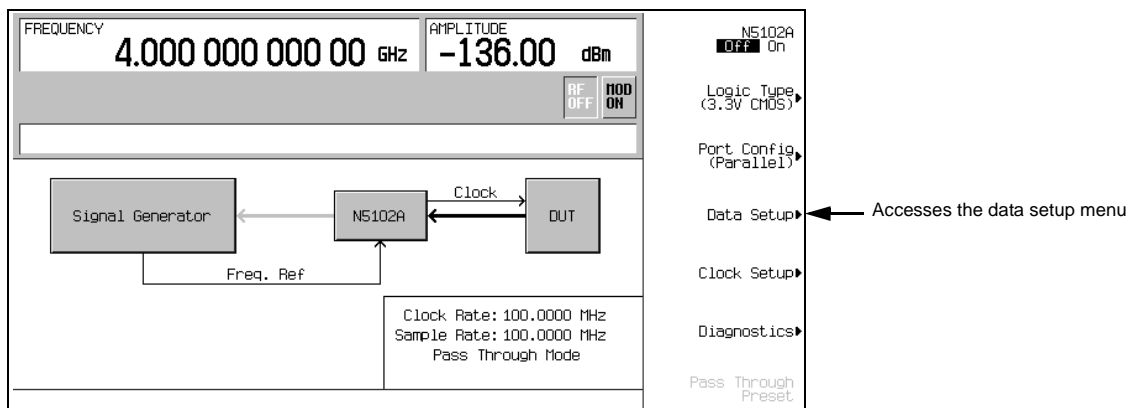 FREQUENCY
4.000 000 000 00 GHz
AMPLITUDE
-136.00 dBm
RF OFF
MOD ON
N5102A
Off On
Logic Type
(3.3V CMOS)
Port Config
(Parallel)
Signal Generator
N5102A
Clock
DUT
Data Setup
Accesses the data setup menu
Freq. Ref
Clock Setup
Clock Rate: 100.0000 MHz
Sample Rate: 100.0000 MHz
Pass Through Mode
Diagnostics
Pass Through
Preset